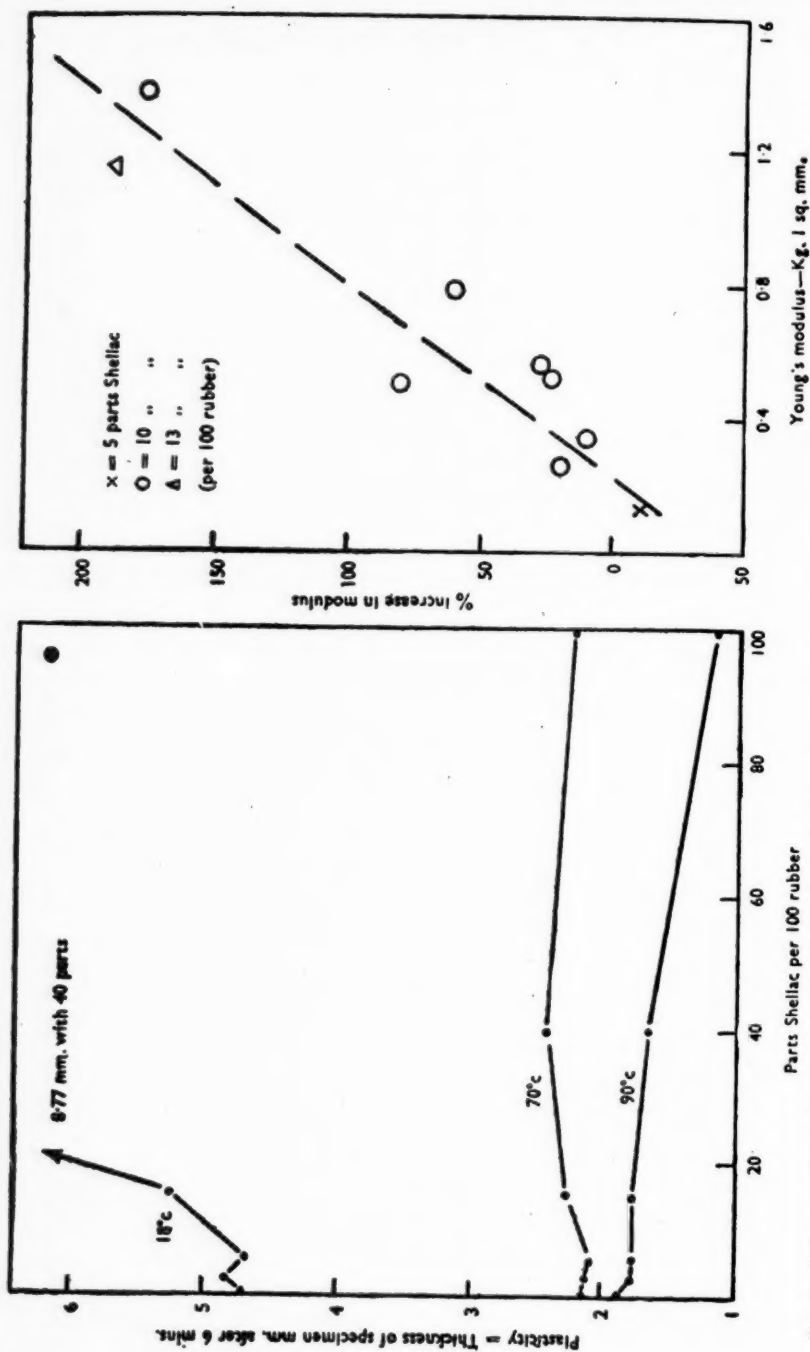 8·77 mm. with 40 parts
18°c
70°c
90°c
6
5
4
3
2
1
Plasticity = Thickness of specimen mm. after 6 mins.
20
40
60
80
100
Parts Shellac per 100 rubber
× = 5 parts Shellac
O = 10 " "
Δ = 13 " "
(per 100 rubber)
200
150
100
50
0
50
% increase in modulus
0·4
0·8
1·2
1·6
Young's modulus—Kg. 1 sq. mm.